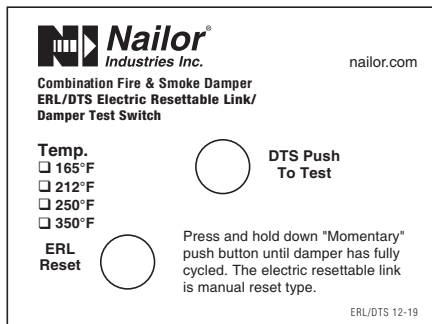 Nailor®
Industries Inc.
nailor.com
Combination Fire & Smoke Damper
ERL/DTS Electric Resettable Link/
Damper Test Switch
Temp.
❑ 165°F
❑ 212°F
❑ 250°F
❑ 350°F
DTS Push
To Test
ERL
Reset
Press and hold down "Momentary"
push button until damper has fully
cycled. The electric resettable link
is manual reset type.
ERL/DTS 12-19